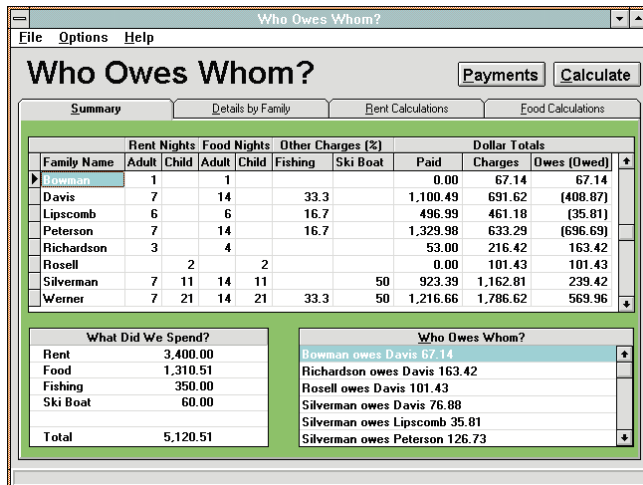 Who Owes Whom?
File Options Help
Who Owes Whom?
Payments Calculate
Summary Details by Family Rent Calculations Food Calculations
Rent Nights Food Nights Other Charges (%) Dollar Totals
Family Name Adult Child Adult Child Fishing Ski Boat Paid Charges Owes (Owed)
Bowman 1 1 0.00 67.14 67.14
Davis 7 14 33.3 1,100.49 691.62 (408.87)
Lipscomb 6 6 16.7 496.99 461.18 (35.81)
Peterson 7 14 16.7 1,329.98 633.29 (696.69)
Richardson 3 4 53.00 216.42 163.42
Rosell 2 2 0.00 101.43 101.43
Silverman 7 11 14 11 50 923.39 1,162.81 239.42
Werner 7 21 14 21 33.3 50 1,216.66 1,786.62 569.96
What Did We Spend?
Rent 3,400.00
Food 1,310.51
Fishing 350.00
Ski Boat 60.00
Total 5,120.51
Who Owes Whom?
Bowman owes Davis 67.14
Richardson owes Davis 163.42
Rosell owes Davis 101.43
Silverman owes Davis 76.88
Silverman owes Lipscomb 35.81
Silverman owes Peterson 126.73